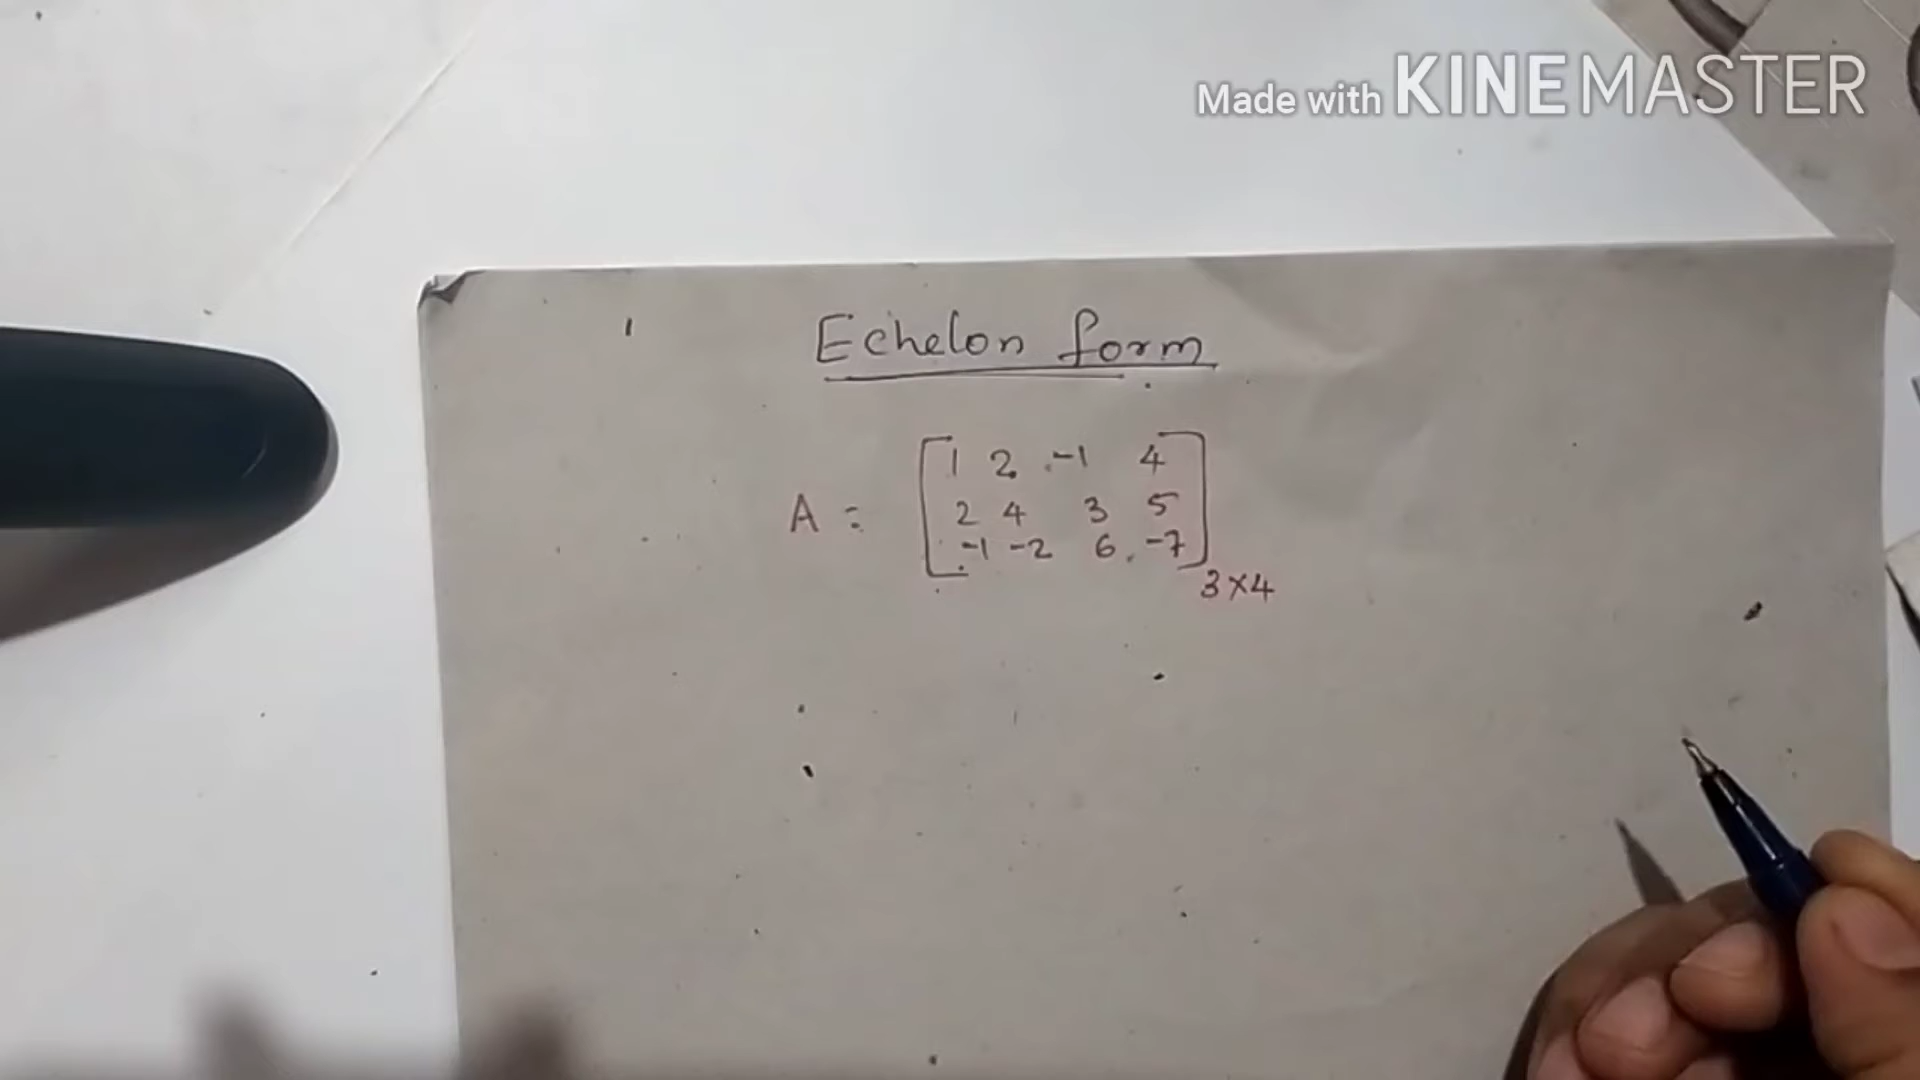 Made with KINEMASTER
Echelon form
1 2 -1 4
A = 2 4 3 5
-1 -2 6 -7
3×4